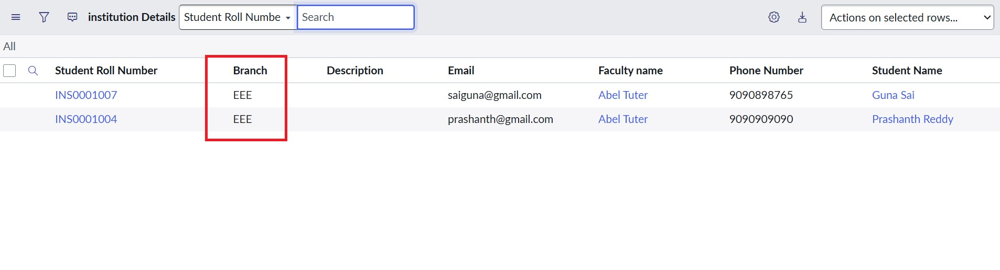 institution Details Student Roll Numbe Search Actions on selected rows...
All
Student Roll Number Branch Description Email Faculty name Phone Number Student Name
INS0001007 EEE saiguna@gmail.com Abel Tuter 9090898765 Guna Sai
INS0001004 EEE prashanth@gmail.com Abel Tuter 9090909090 Prashanth Reddy